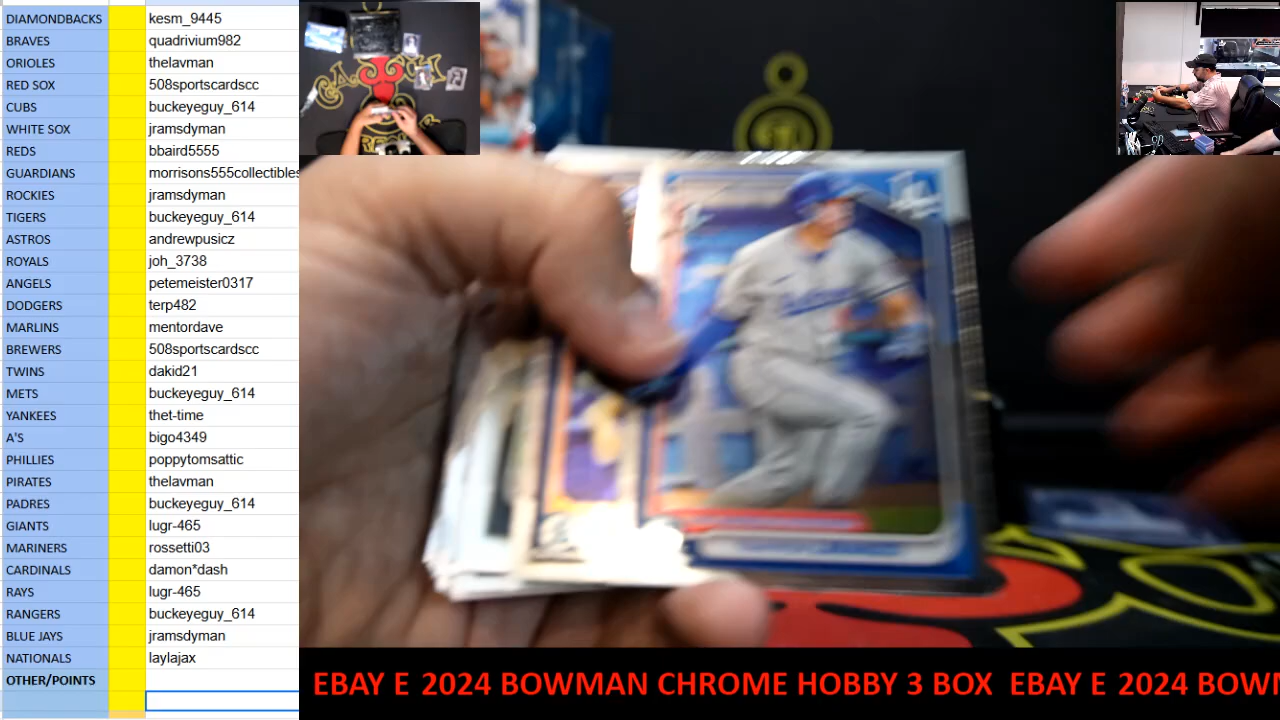 DIAMONDBACKS kesm_9445
BRAVES quadrivium982
ORIOLES thelavman
RED SOX 508sportscardscc
CUBS buckeyeguy_614
WHITE SOX jramsdyman
REDS bbaird5555
GUARDIANS morrisons555collectibles
ROCKIES jramsdyman
TIGERS buckeyeguy_614
ASTROS andrewpusicz
ROYALS joh_3738
ANGELS petemeister0317
DODGERS terp482
MARLINS mentordave
BREWERS 508sportscardscc
TWINS dakid21
METS buckeyeguy_614
YANKEES thet-time
A'S bigo4349
PHILLIES poppytomsattic
PIRATES thelavman
PADRES buckeyeguy_614
GIANTS lugr-465
MARINERS rossetti03
CARDINALS damon*dash
RAYS lugr-465
RANGERS buckeyeguy_614
BLUE JAYS jramsdyman
NATIONALS laylajax
OTHER/POINTS
LA
EBAY E 2024 BOWMAN CHROME HOBBY 3 BOX EBAY E 2024 BOW